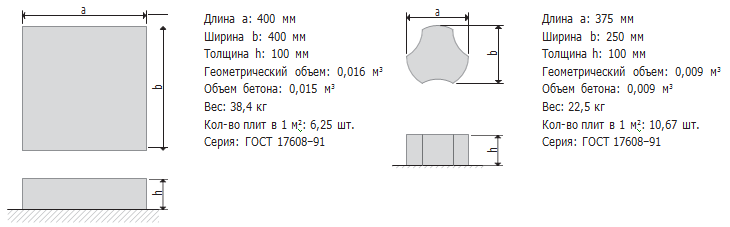 a
b
h
Длина a: 400 мм
Ширина b: 400 мм
Толщина h: 100 мм
Геометрический объем: 0,016 м³
Объем бетона: 0,015 м³
Вес: 38,4 кг
Кол-во плит в 1 м²: 6,25 шт.
Серия: ГОСТ 17608-91
a
b
h
Длина a: 375 мм
Ширина b: 250 мм
Толщина h: 100 мм
Геометрический объем: 0,009 м³
Объем бетона: 0,009 м³
Вес: 22,5 кг
Кол-во плит в 1 м²: 10,67 шт.
Серия: ГОСТ 17608-91